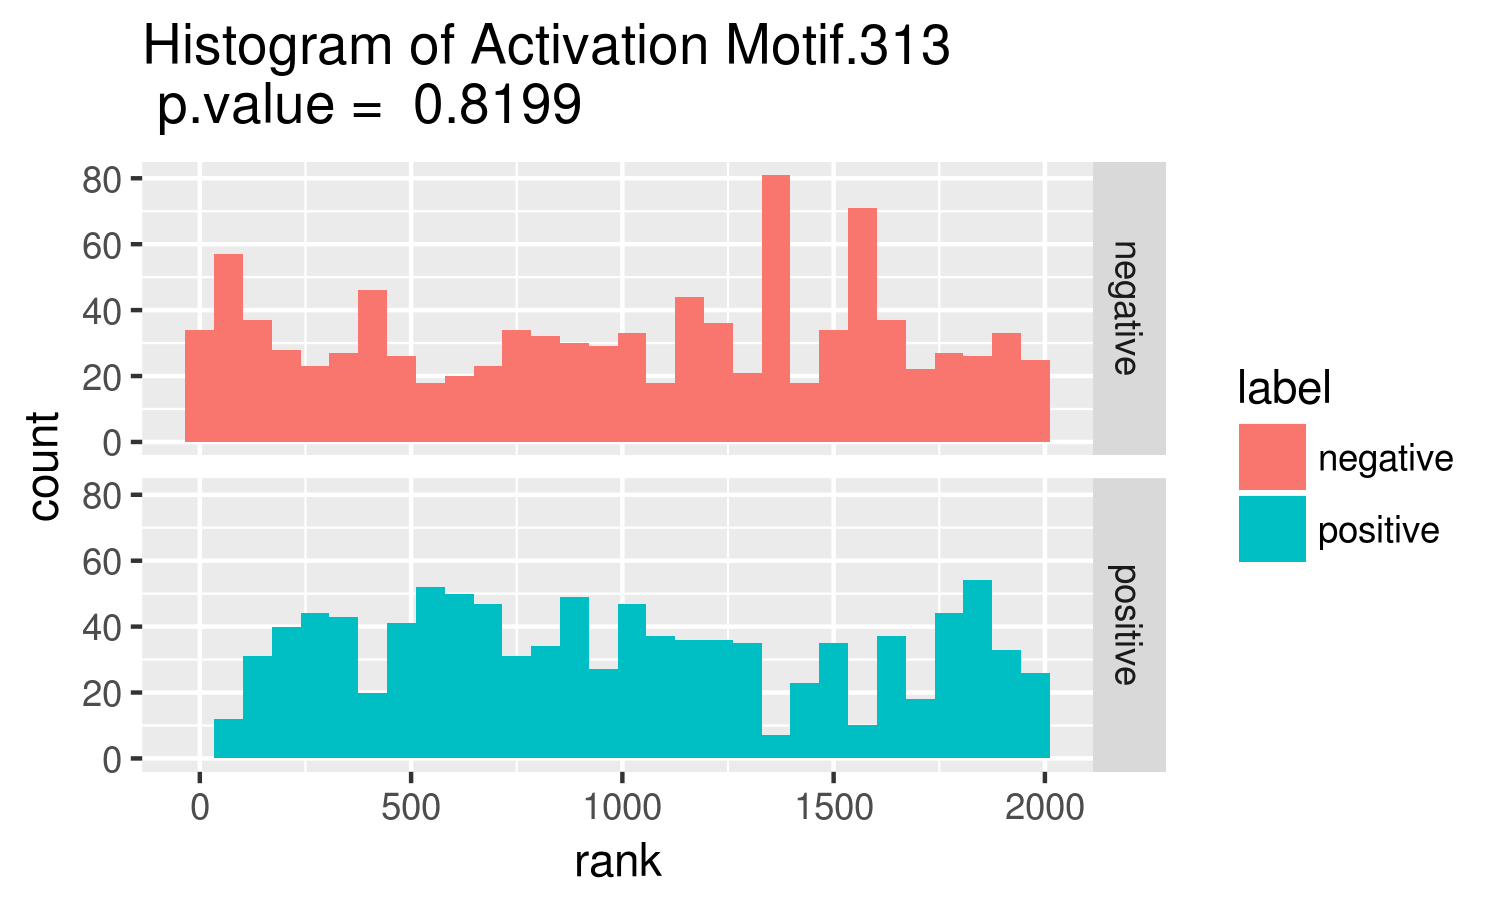 Histogram of Activation Motif.313
p.value = 0.8199
80
60
40
20
0
negative
80
60
40
20
0
positive
count
0 500 1000 1500 2000
rank
label
negative
positive